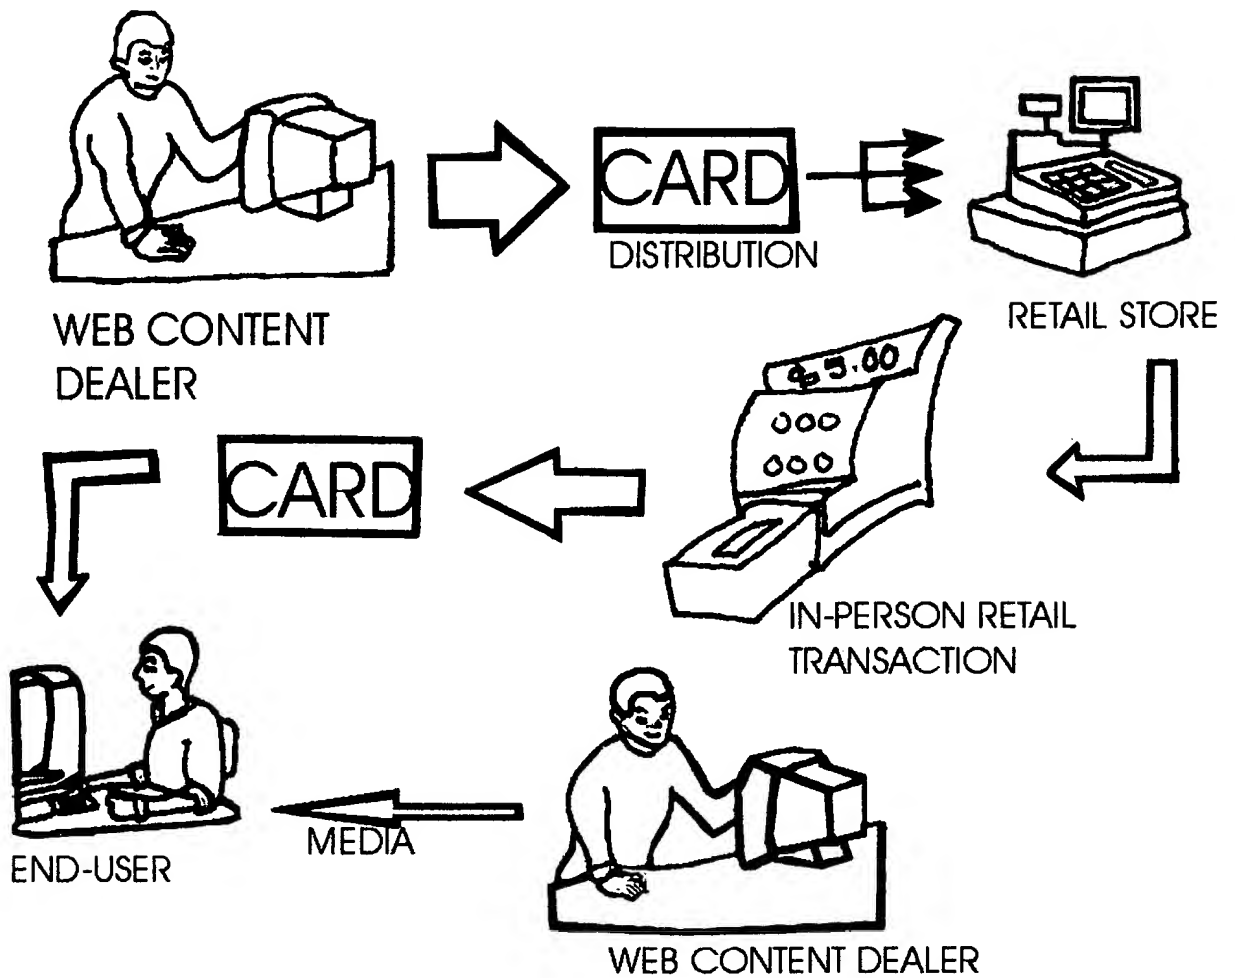 CARD
DISTRIBUTION
WEB CONTENT
DEALER
RETAIL STORE
$5.00
CARD
IN-PERSON RETAIL
TRANSACTION
MEDIA
END-USER
WEB CONTENT DEALER